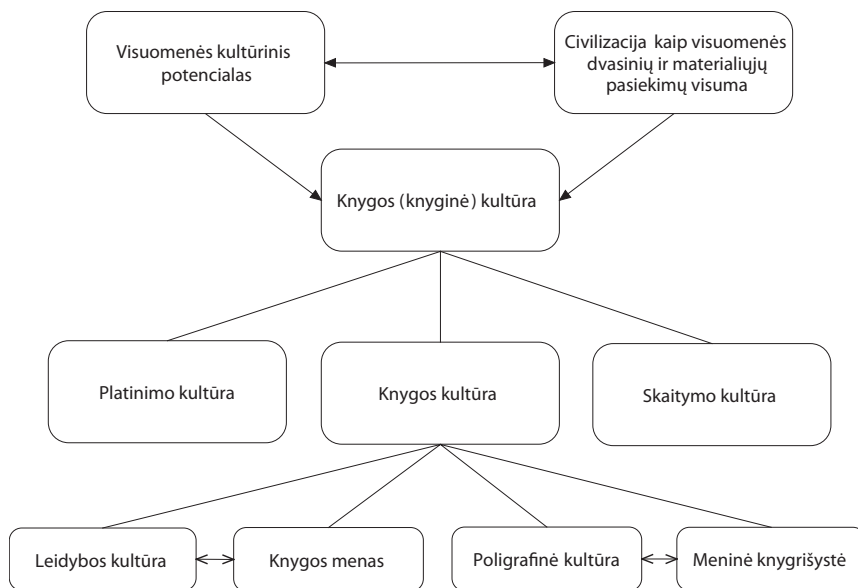 Visuomenės kultūrinis
potencialas
Civilizacija kaip visuomenės
dvasinių ir materialiųjų
pasiekimų visuma
Knygos (knyginė) kultūra
Platinimo kultūra
Knygos kultūra
Skaitymo kultūra
Leidybos kultūra
Knygos menas
Poligrafinė kultūra
Meninė knygrišystė